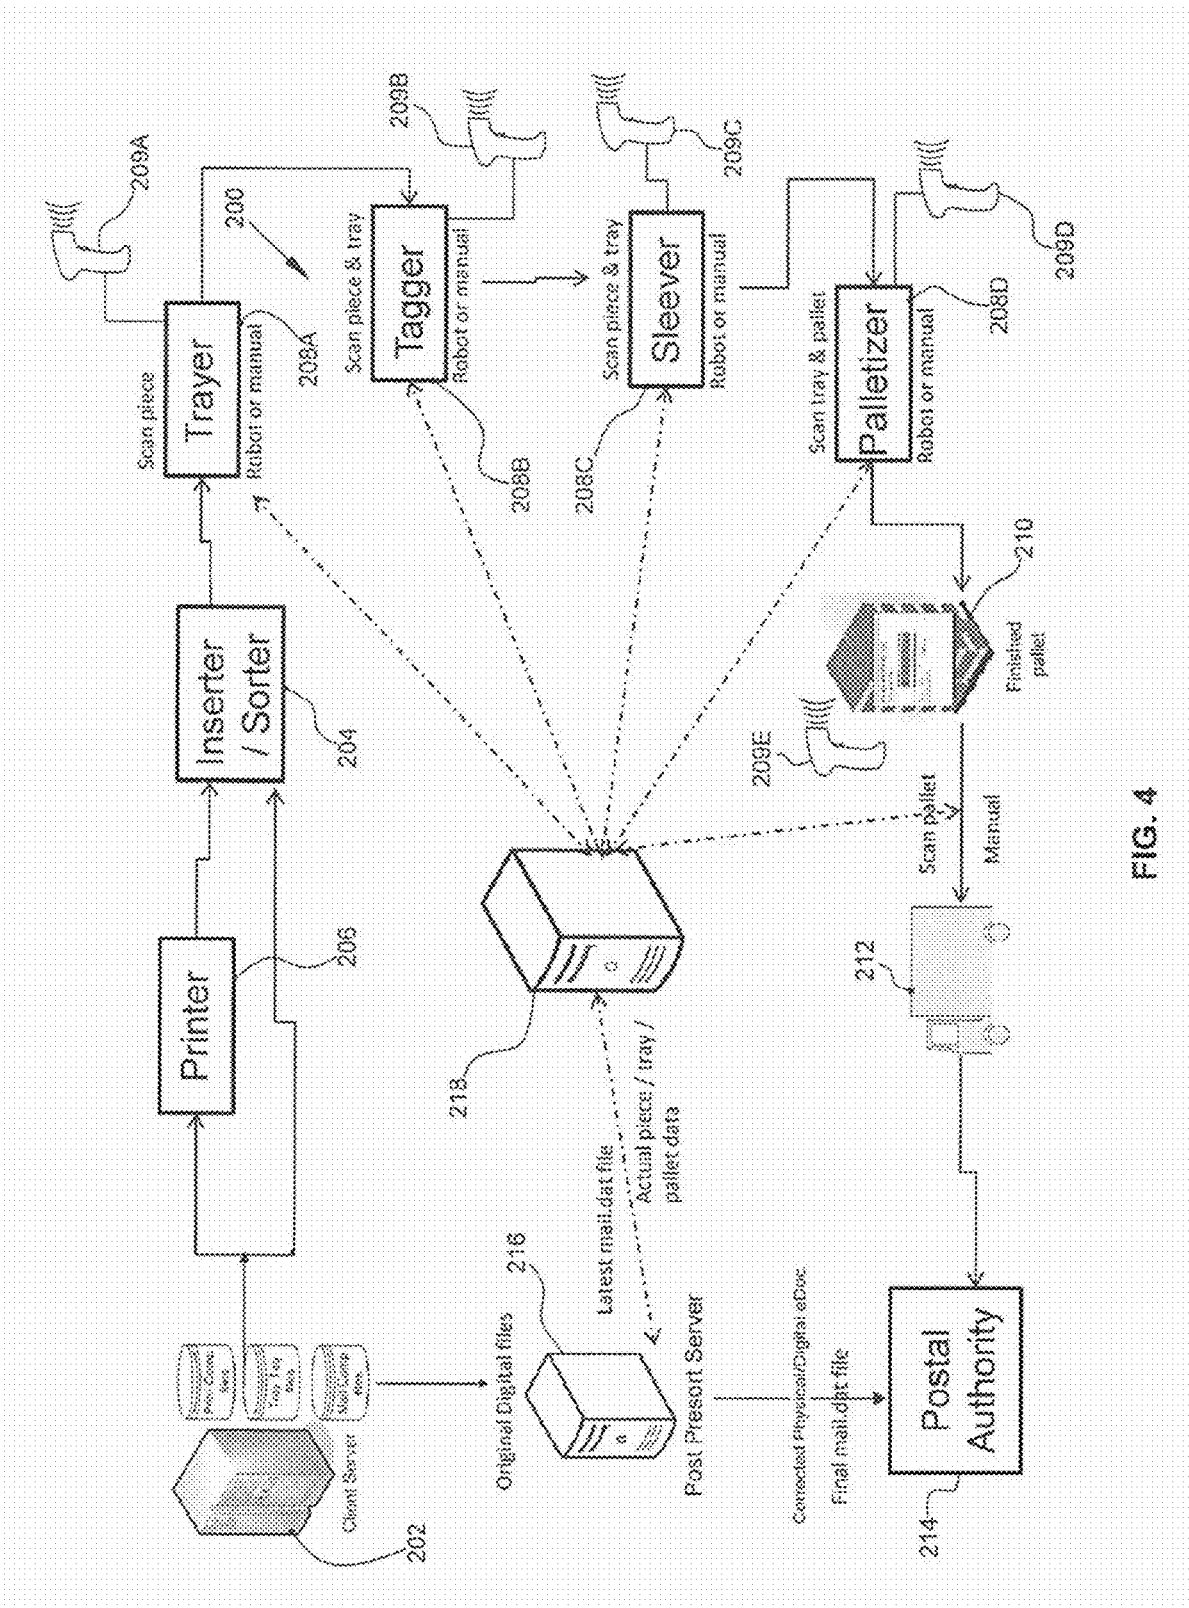 209A
200
209B
209C
209D
Scan piece
Trayer
Robot or manual
208A
Scan piece & tray
Tagger
Robot or manual
208B
Scan piece & tray
Sleever
Robot or manual
208C
Scan tray & pallet
Palletizer
Robot or manual
208D
Inserter
/ Sorter
204
210
Finished
pallet
209E
Scan pallet
Manual
Printer
206
218
212
Latest mail.dat file
Actual piece / tray /
pallet data
Client Server
202
Original Digital files
216
Post Presort Server
Corrected Physical/Digital eDoc
Final mail.dat file
Postal
Authority
214
FIG. 4